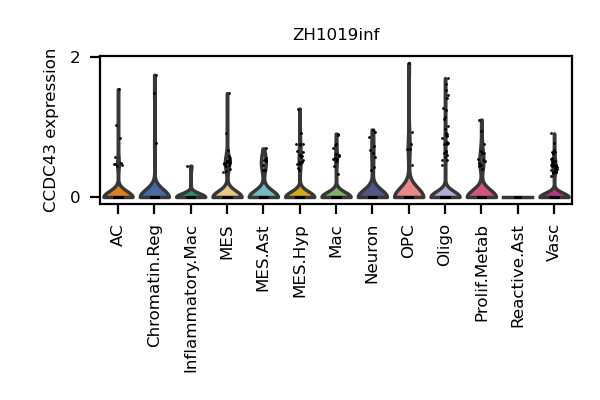 ZH1019inf
CCDC43 expression
2
0
AC
Chromatin.Reg
Inflammatory.Mac
MES
MES.Ast
MES.Hyp
Mac
Neuron
OPC
Oligo
Prolif.Metab
Reactive.Ast
Vasc